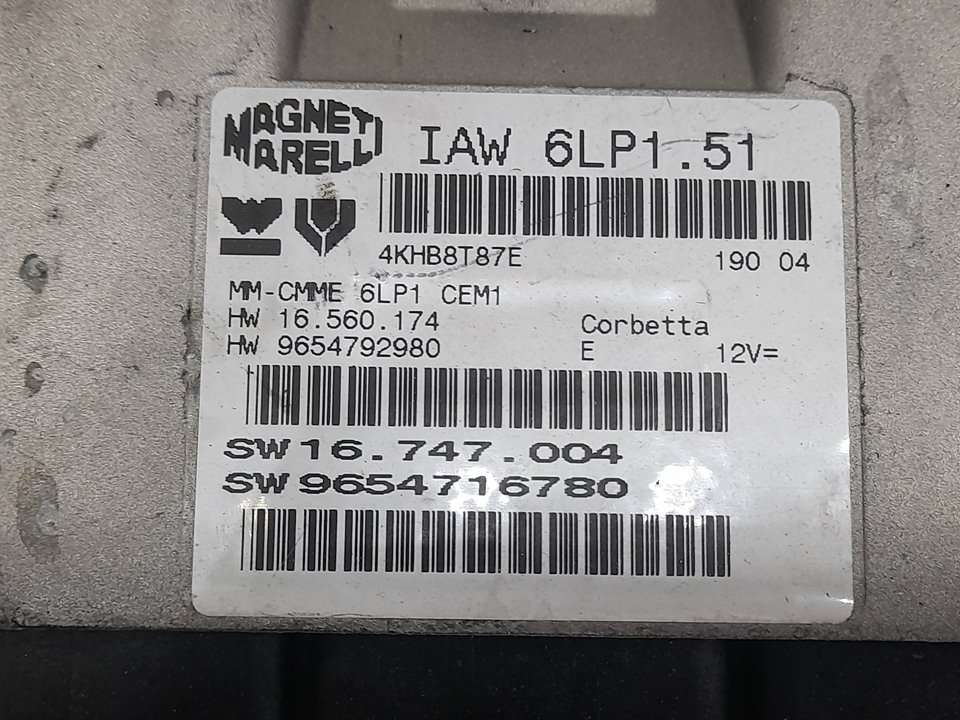 MAGNETI
MARELLI
IAW 6LP1.51
4KHB8T87E 190 04
MM-CMME 6LP1 CEM1
HW 16.560.174 Corbetta
HW 9654792980 E 12V=
SW 16.747.004
SW 9654716780